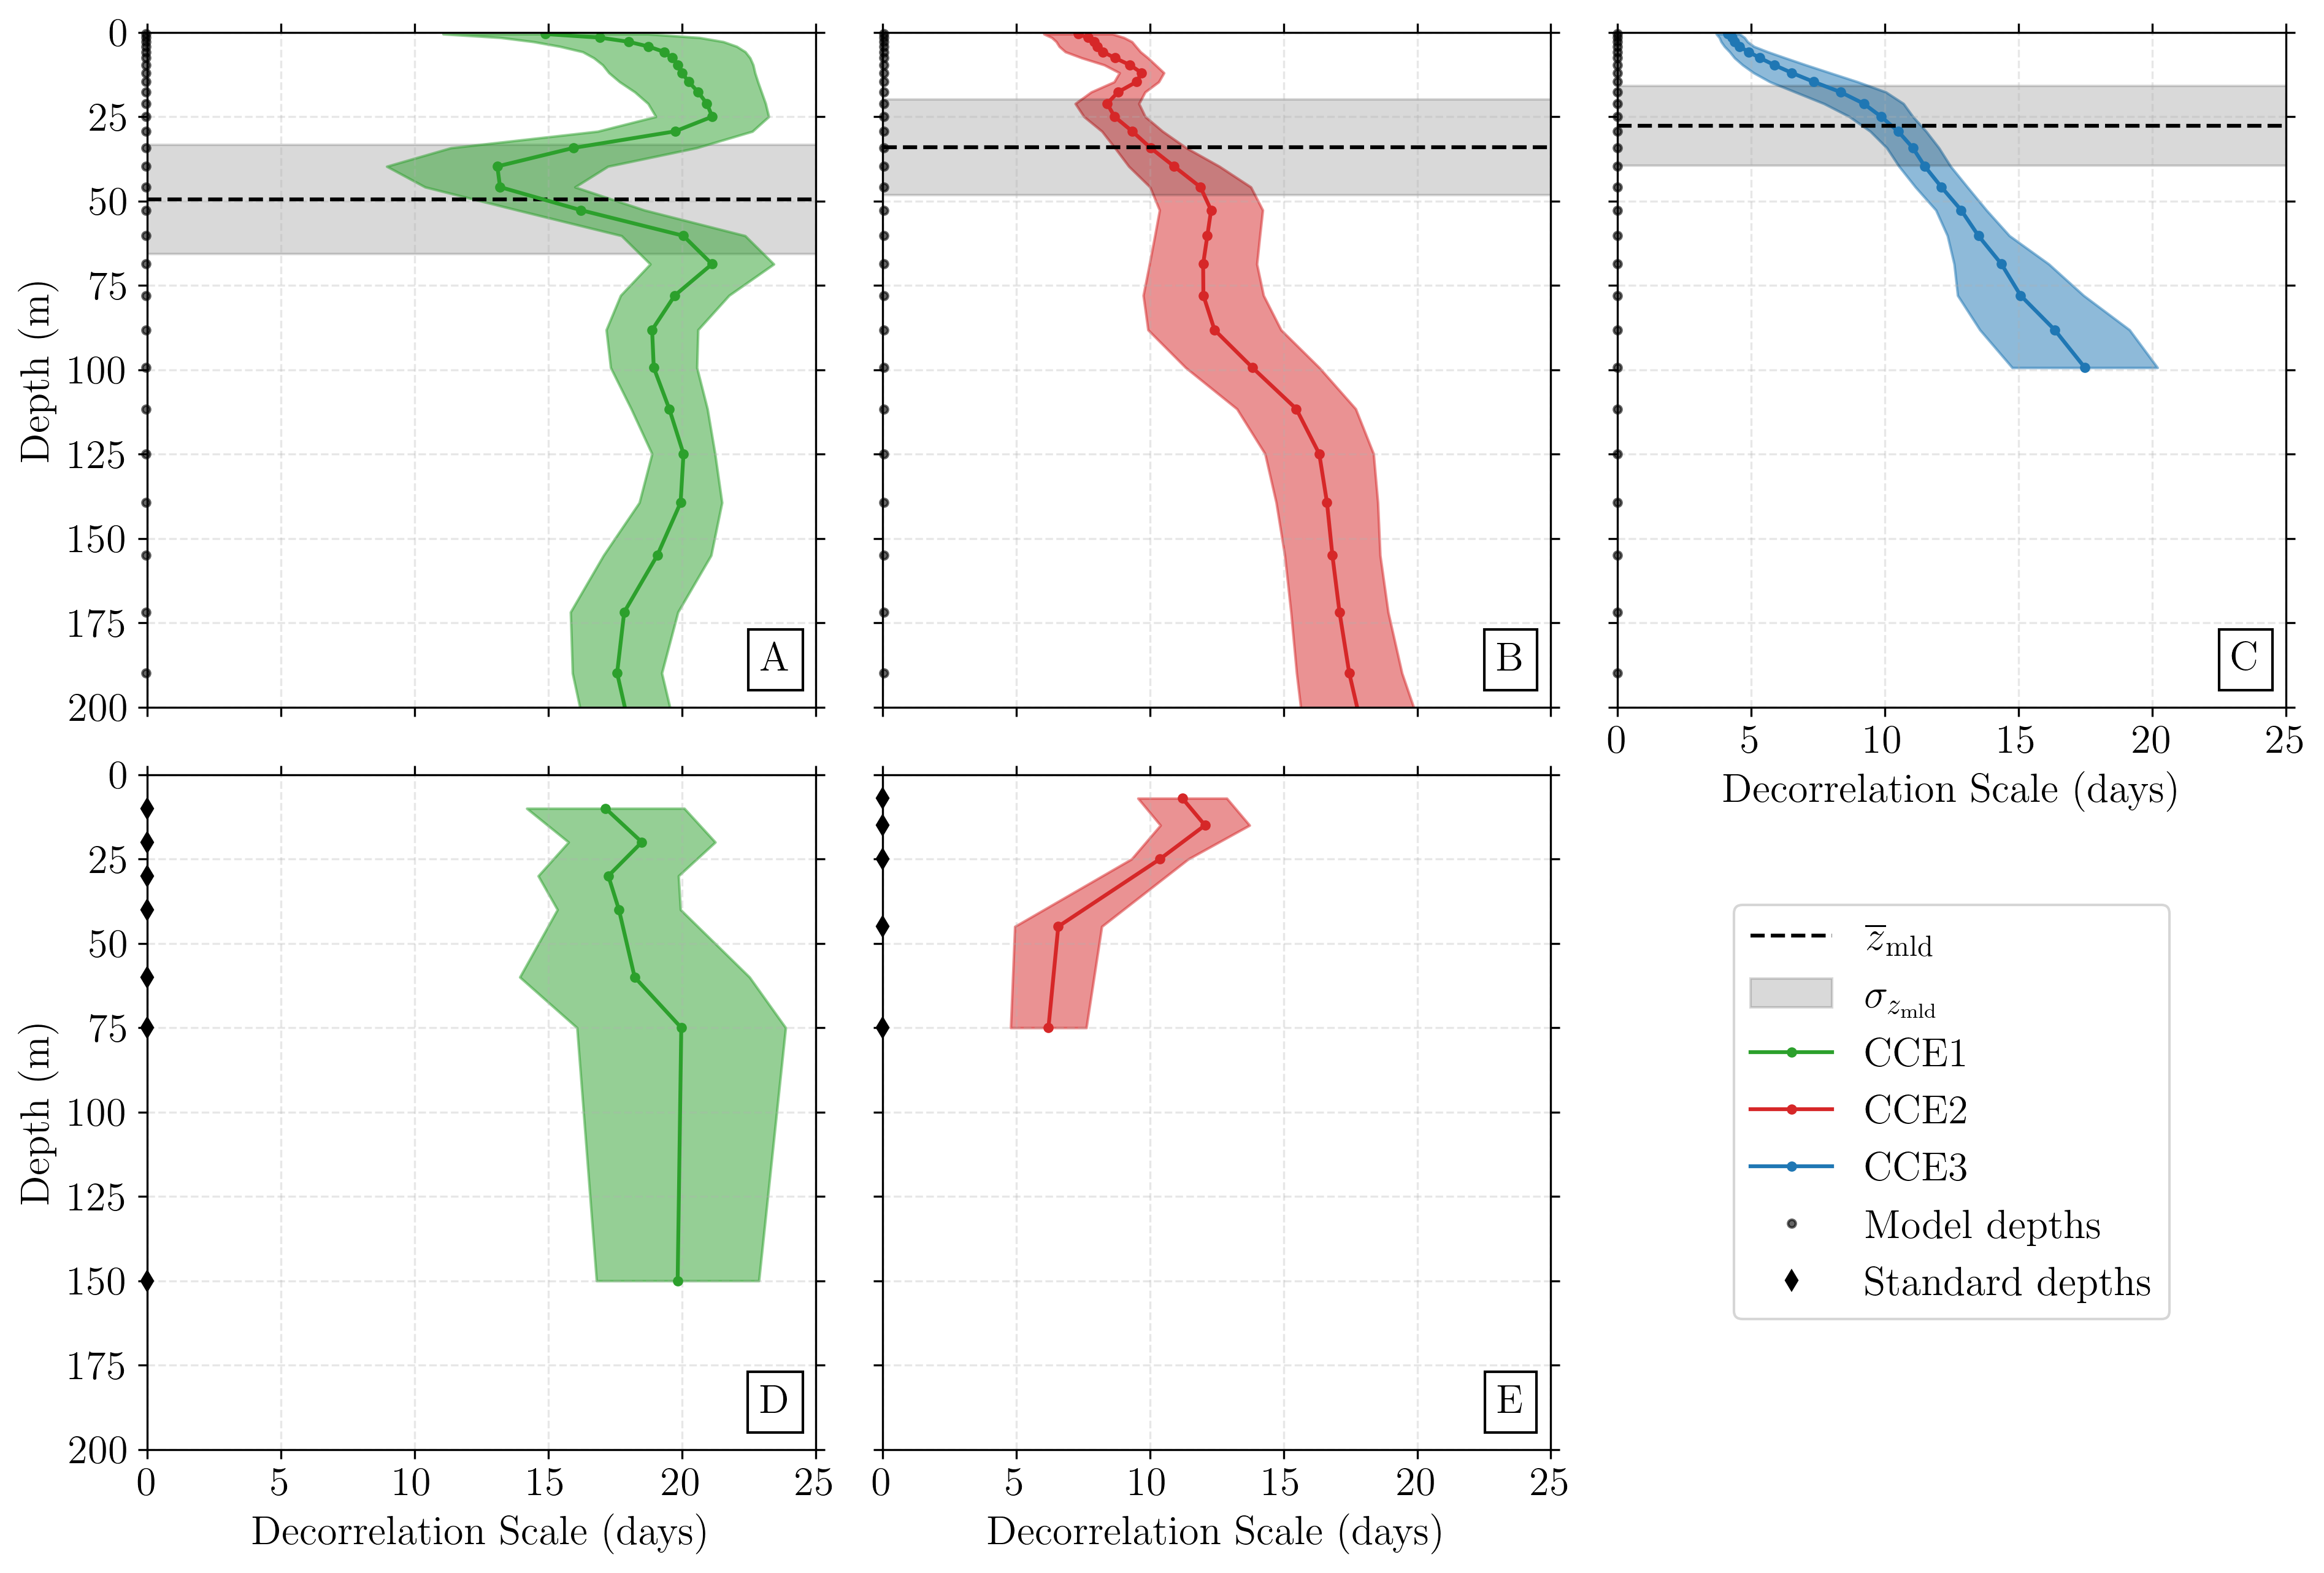 0
25
50
75
100
125
150
175
200
Depth (m)
A
B
C
0 5 10 15 20 25
Decorrelation Scale (days)
0
25
50
75
100
125
150
175
200
Depth (m)
D
E
0 5 10 15 20 25
Decorrelation Scale (days)
0 5 10 15 20 25
Decorrelation Scale (days)
z̅mld
σzmld
CCE1
CCE2
CCE3
Model depths
Standard depths